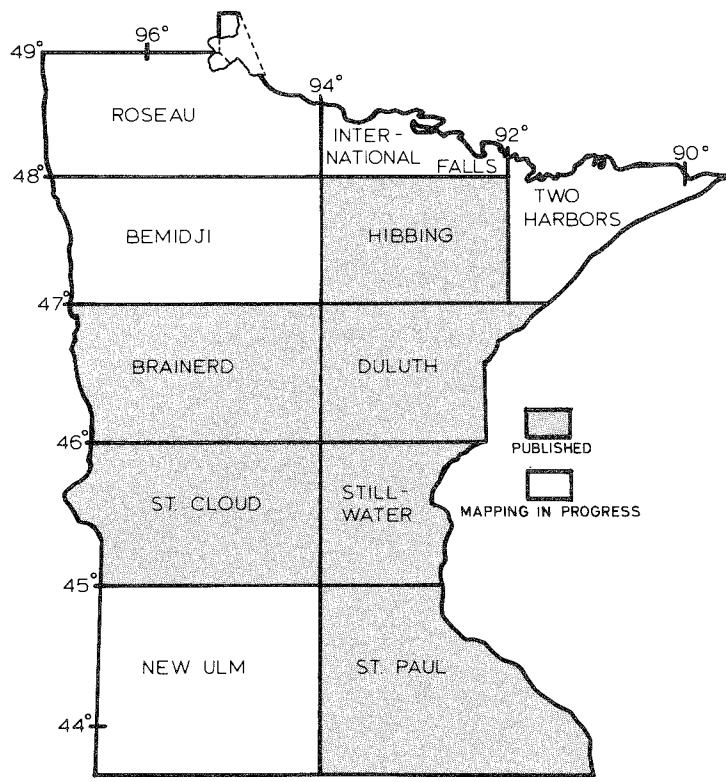 96°
49°
94°
ROSEAU
INTER-
NATIONAL
FALLS
92°
90°
48°
TWO
HARBORS
BEMIDJI
HIBBING
47°
BRAINERD
DULUTH
PUBLISHED
46°
ST. CLOUD
STILL-
WATER
MAPPING IN PROGRESS
45°
NEW ULM
ST. PAUL
44°